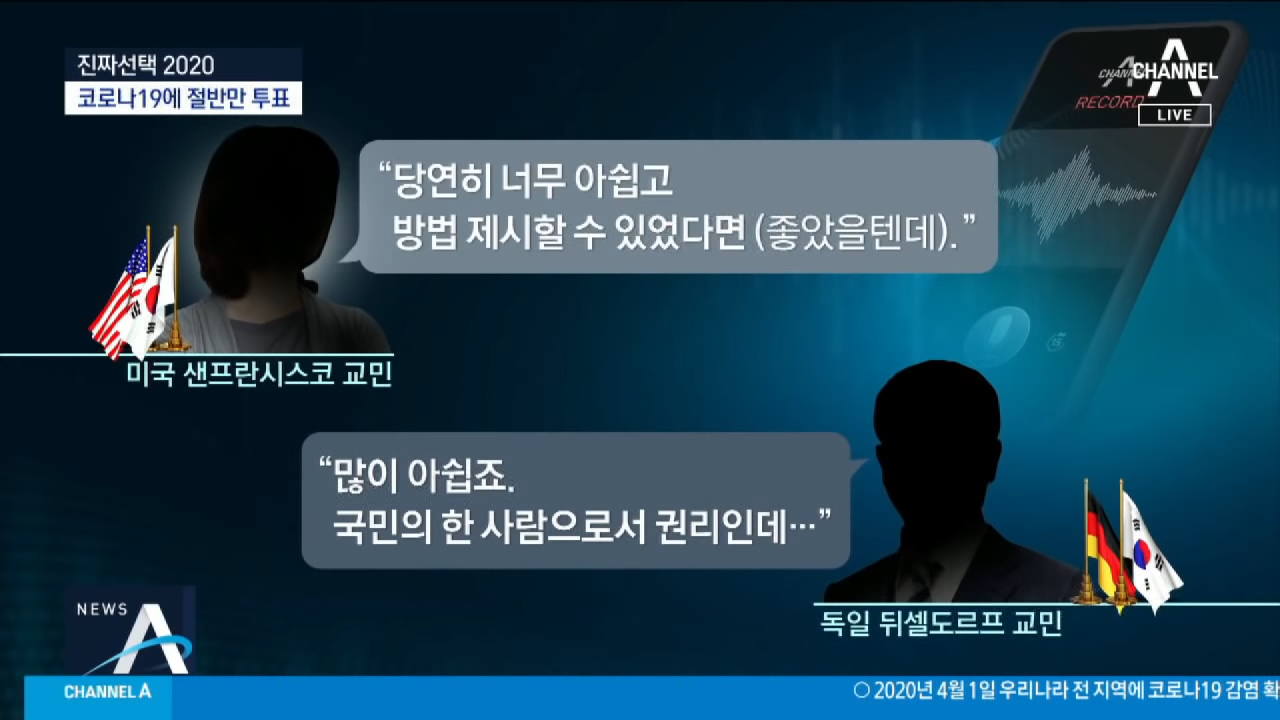 진짜선택 2020
코로나19에 절반만 투표
CHANNEL A
CHANNEL
RECORD
LIVE
“당연히 너무 아쉽고
방법 제시할 수 있었다면 (좋았을텐데).”
미국 샌프란시스코 교민
15
“많이 아쉽죠.
국민의 한 사람으로서 권리인데…”
독일 뒤셀도르프 교민
NEWS A
CHANNEL A
○ 2020년 4월 1일 우리나라 전 지역에 코로나19 감염 확